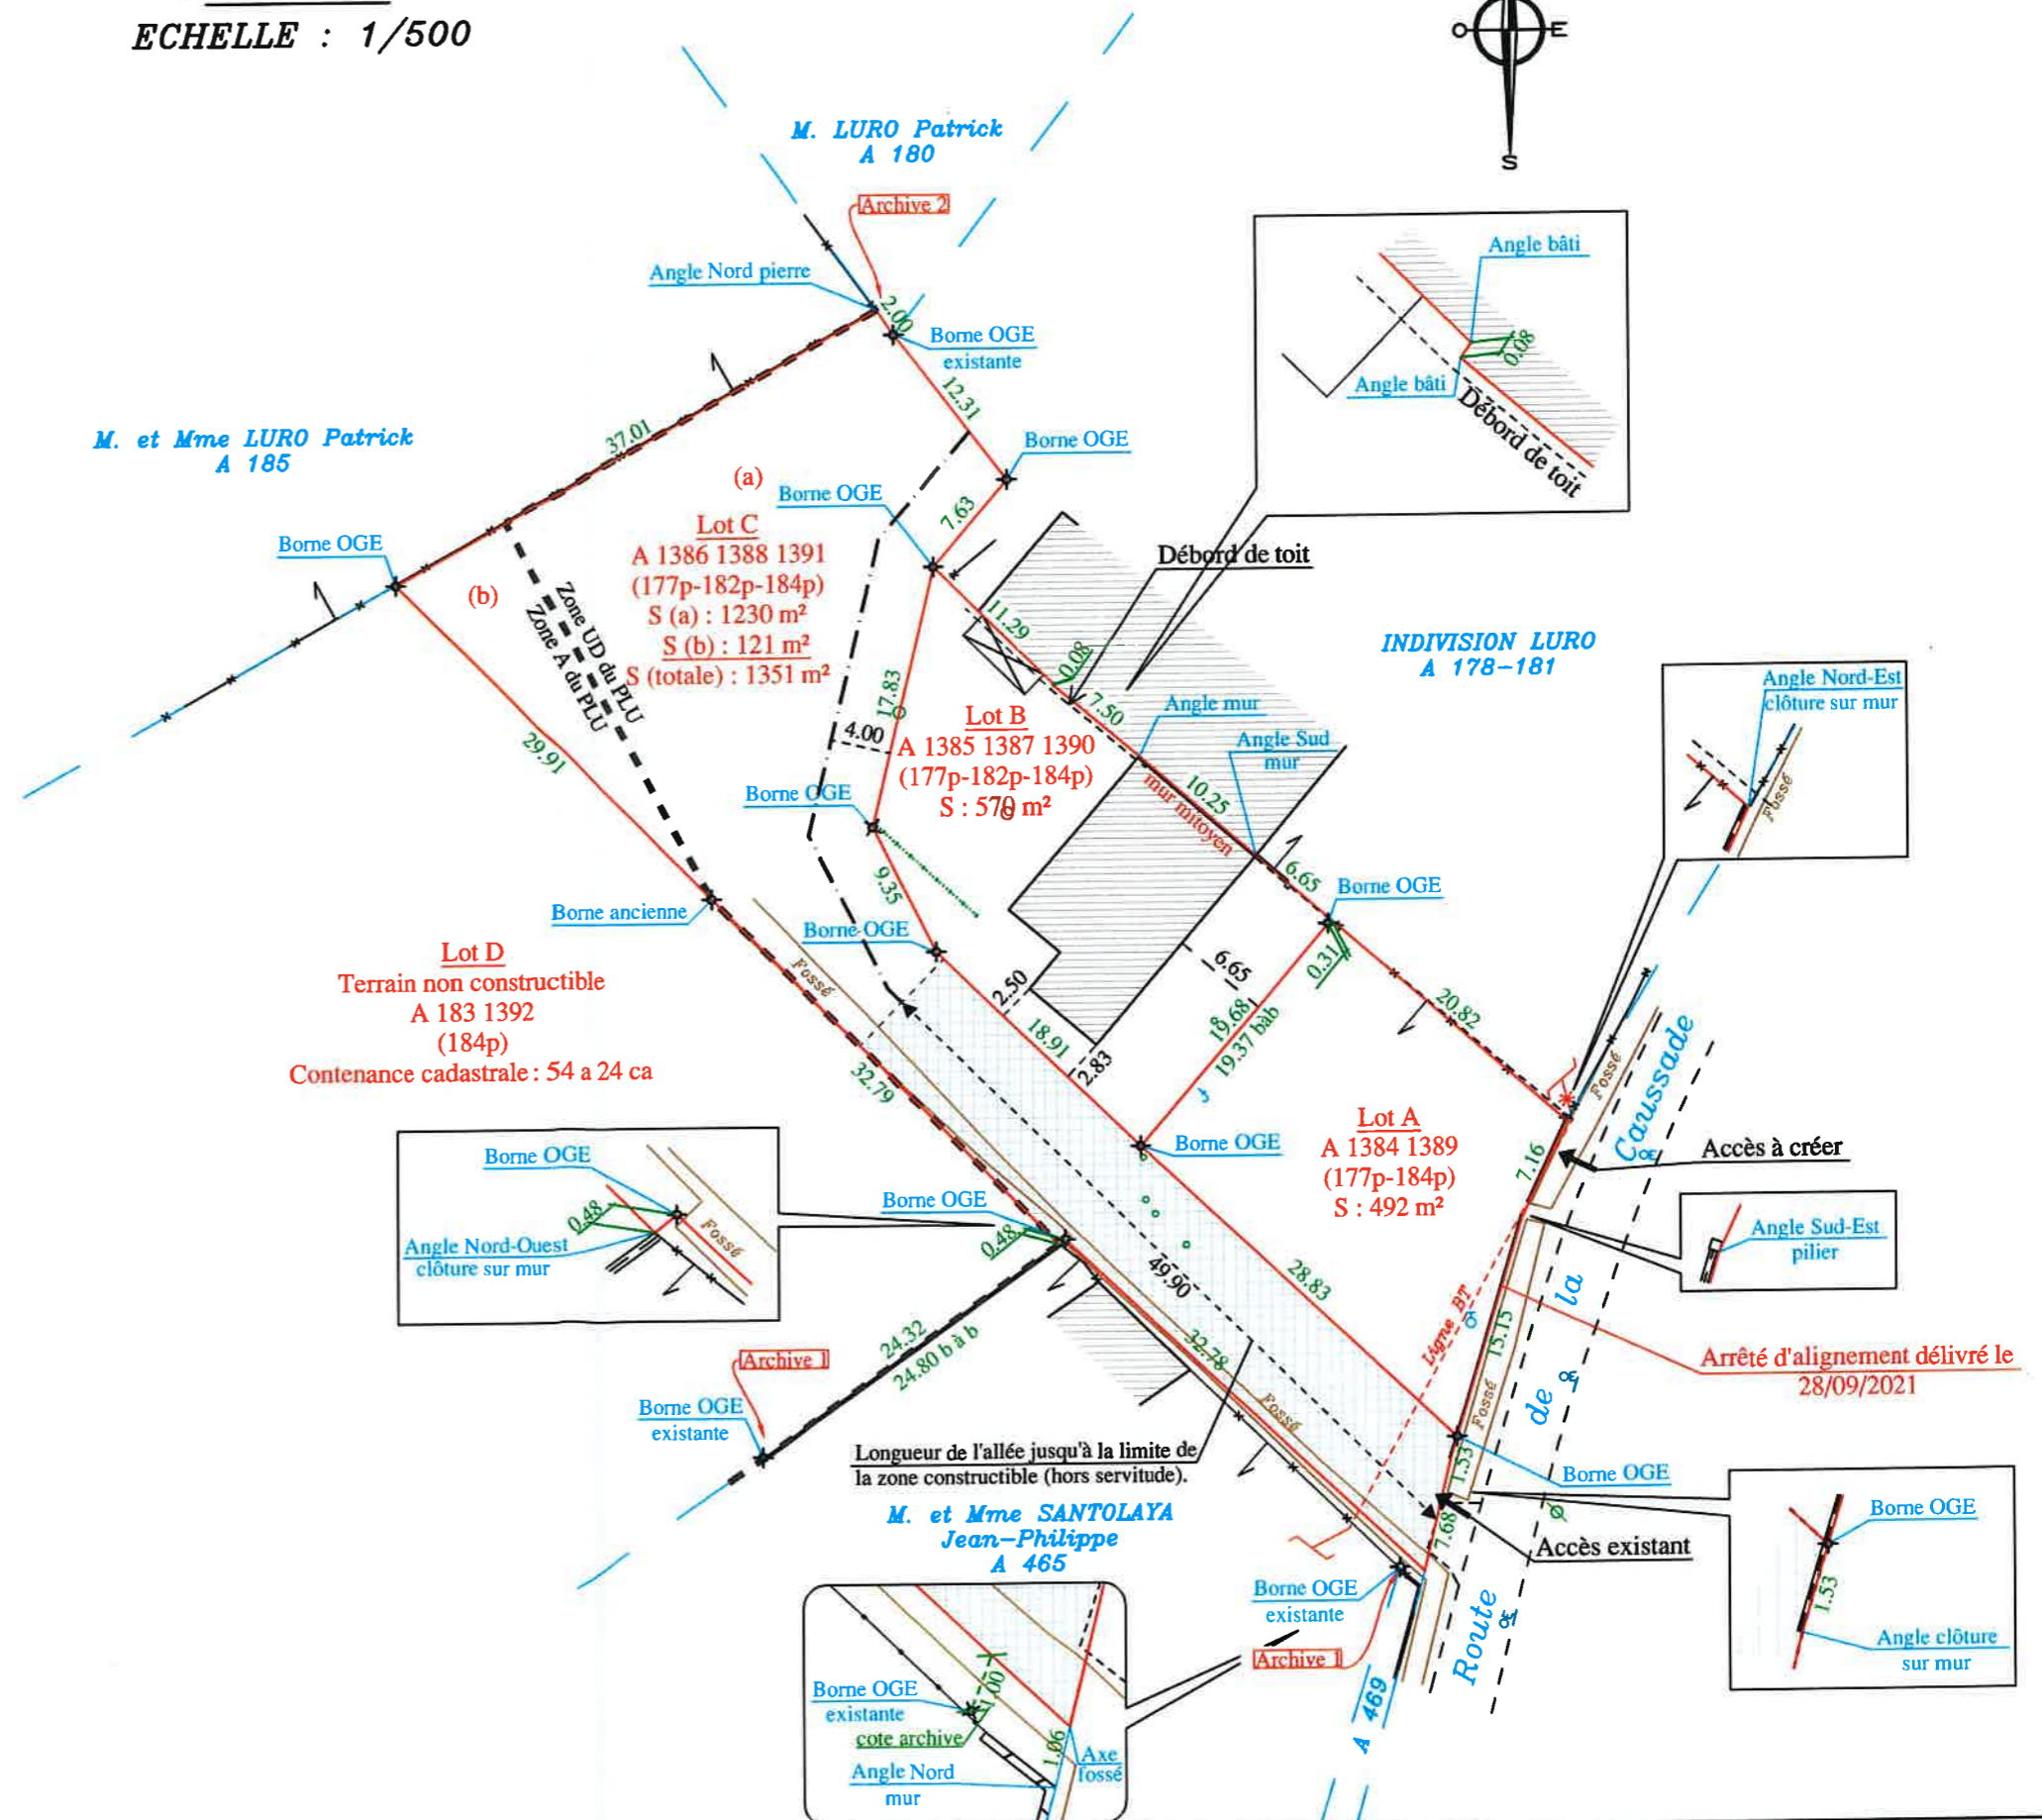 ECHELLE : 1/500
O
E
S
M. LURO Patrick
A 180
Archive 2
Angle Nord pierre
2.00
Borne OGE
existante
12.31
37.01
M. et Mme LURO Patrick
A 185
Borne OGE
7.63
Borne OGE
Borne OGE
(a)
(b)
Lot C
A 1386 1388 1391
(177p-182p-184p)
S (a) : 1230 m²
S (b) : 121 m²
S (totale) : 1351 m²
Zone UD du PLU
Zone A du PLU
29.91
Angle bâti
0.08
Angle bâti
Débord de toit
Débord de toit
11.29
0.08
7.50
INDIVISION LURO
A 178-181
Angle mur
Angle Sud
mur
10.25
mur mitoyen
6.65
Borne OGE
17.83
4.00
Lot B
A 1385 1387 1390
(177p-182p-184p)
S : 570 m²
Borne OGE
9.35
Borne OGE
Borne ancienne
Angle Nord-Est
clôture sur mur
Fossé
Lot D
Terrain non constructible
A 183 1392
(184p)
Contenance cadastrale : 54 a 24 ca
Fossé
32.79
2.50
18.91
2.83
6.65
0.31
19.68
19.37 bàb
20.82
Borne OGE
Lot A
A 1384 1389
(177p-184p)
S : 492 m²
Fossé
7.16
Accès à créer
Angle Sud-Est
pilier
Borne OGE
0.48
Fossé
Angle Nord-Ouest
clôture sur mur
Borne OGE
0.48
49.90
28.83
32.78
Fossé
Ligne BT
15.15
Fossé
Arrêté d'alignement délivré le
28/09/2021
Route de la Caussade
24.32
24.80 b à b
Archive 1
Borne OGE
existante
Longueur de l'allée jusqu'à la limite de
la zone constructible (hors servitude).
M. et Mme SANTOLAYA
Jean-Philippe
A 465
1.53
Borne OGE
7.68
Accès existant
Borne OGE
1.53
Angle clôture
sur mur
Borne OGE
existante
Archive 1
A 469
Borne OGE
existante
cote archive
1.00
1.06
Axe
fossé
Angle Nord
mur